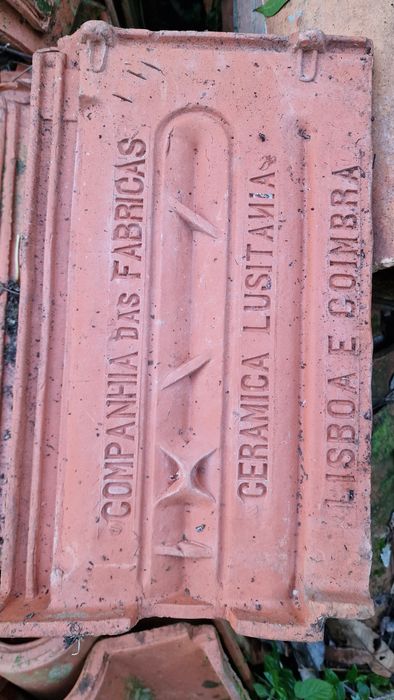 COMPANHIA DAS FABRICAS
CERAMICA LUSITANIA
LISBOA E COIMBRA